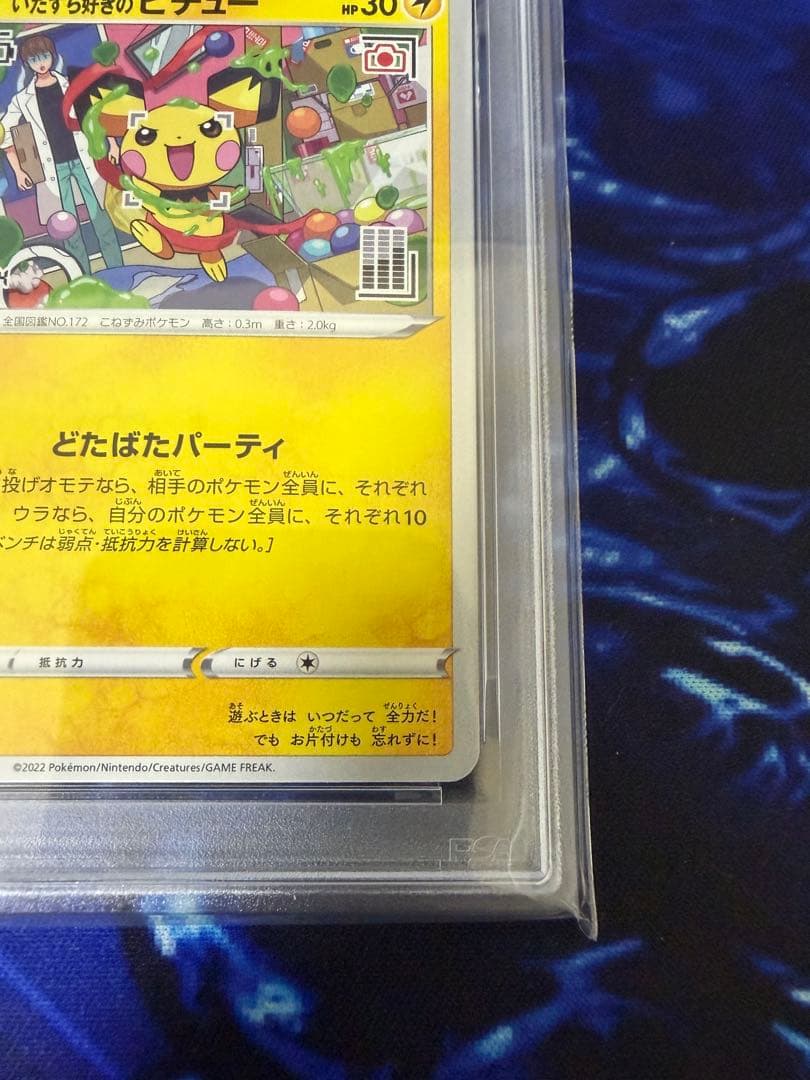 いたずら好きの ピチュー HP30
全国図鑑NO.172 こねずみポケモン 高さ：0.3m 重さ：2.0kg
どたばたパーティ
投げオモテなら、相手のポケモン全員に、それぞれ
ウラなら、自分のポケモン全員に、それぞれ10
ベンチは弱点・抵抗力を計算しない。]
抵抗力 にげる
遊ぶときは いつだって 全力だ!
でも お片付けも 忘れずに!
©2022 Pokémon/Nintendo/Creatures/GAME FREAK.
PSA